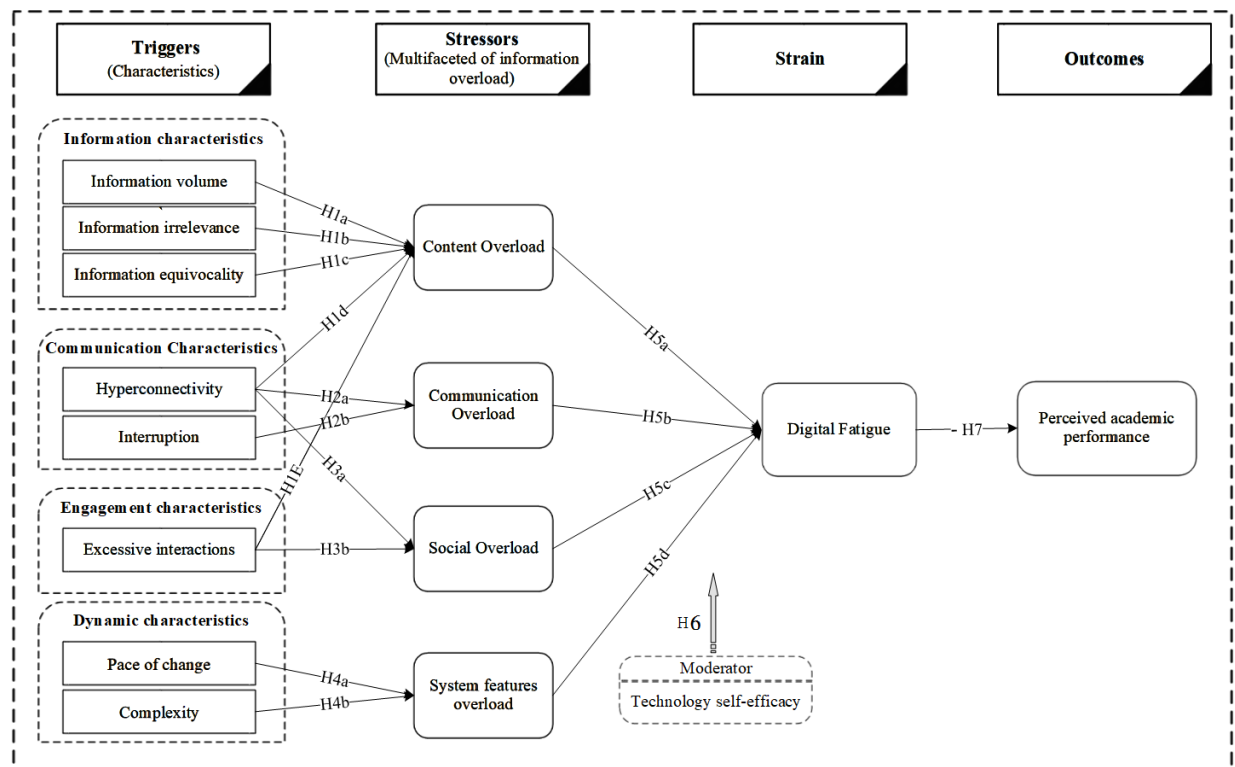 Triggers
(Characteristics)
Stressors
(Multifaceted of information
overload)
Strain
Outcomes
Information characteristics
Information volume
Information irrelevance
Information equivocality
H1a
H1b
H1c
H1d
Content Overload
Communication Characteristics
Hyperconnectivity
Interruption
H2a
H2b
H3a
H1E
Communication
Overload
Engagement characteristics
Excessive interactions
H3b
Social Overload
Dynamic characteristics
Pace of change
Complexity
H4a
H4b
System features
overload
H5a
H5b
H5c
H5d
Digital Fatigue
- H7
Perceived academic
performance
H6
Moderator
Technology self-efficacy